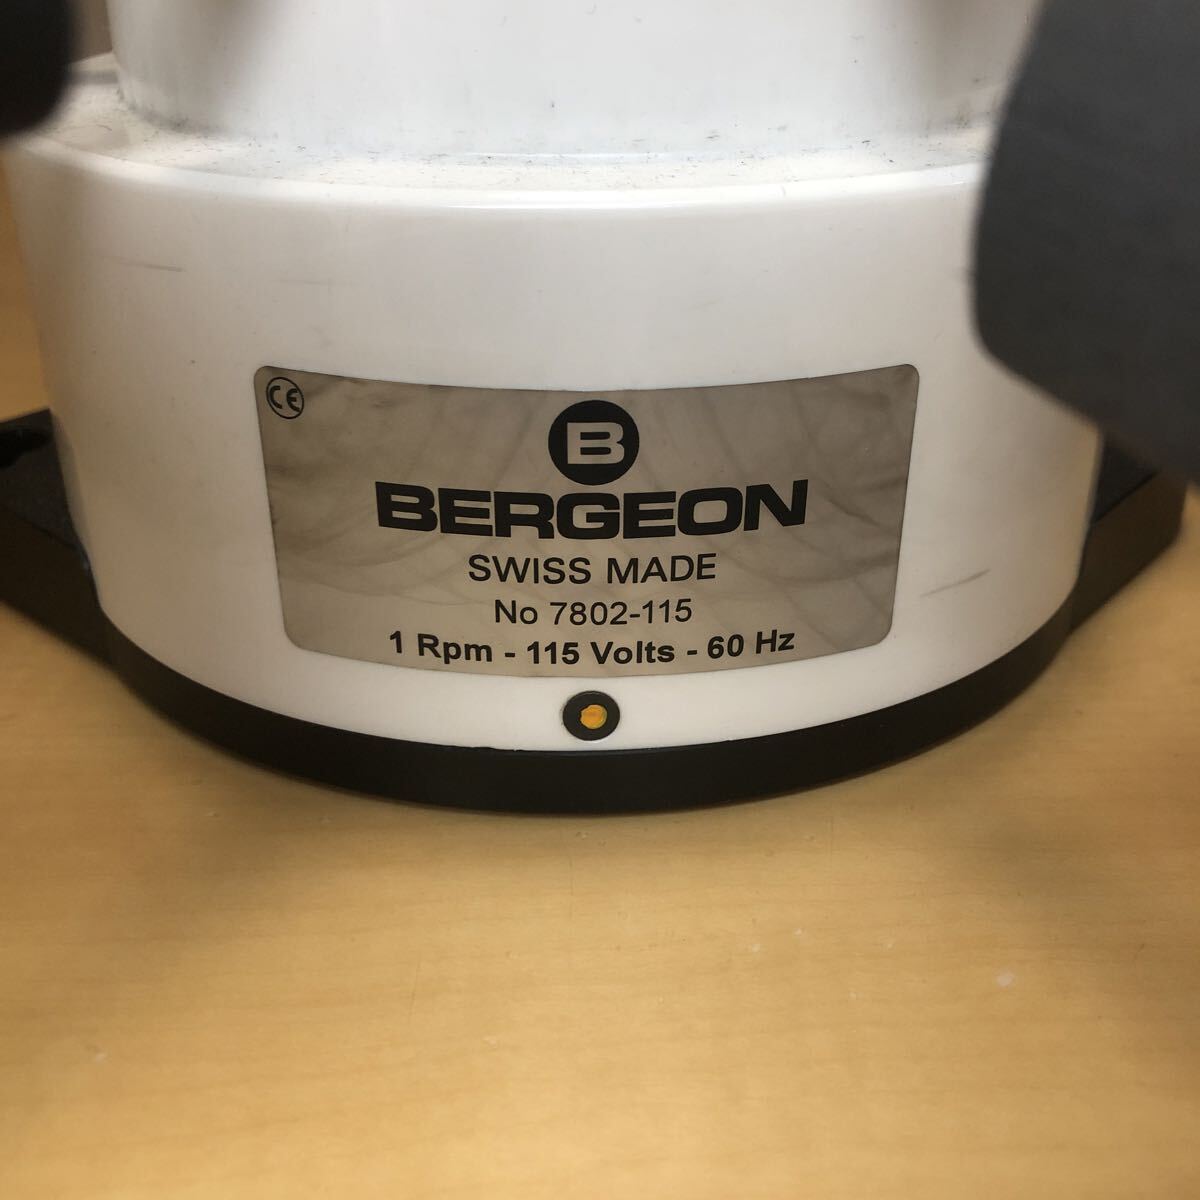 CE
B
BERGEON
SWISS MADE
No 7802-115
1 Rpm - 115 Volts - 60 Hz